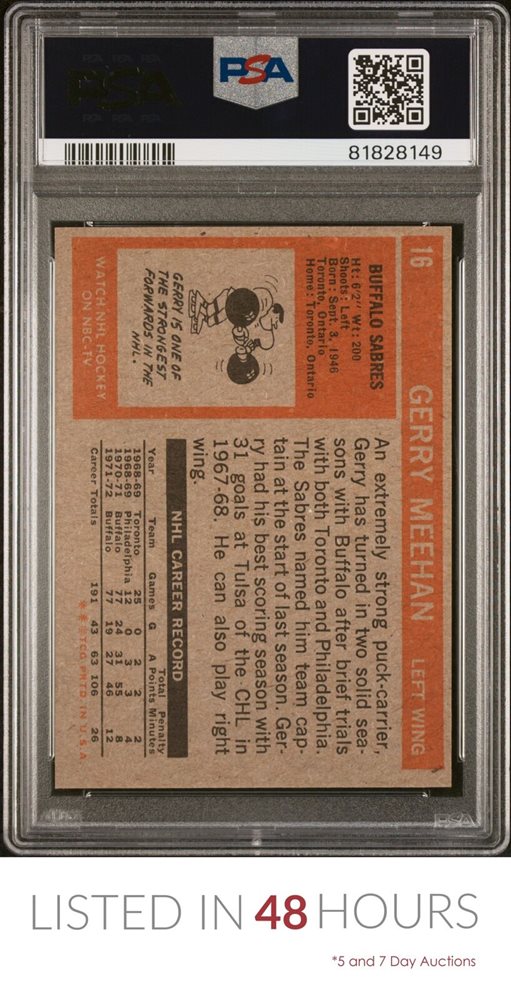 PSA
PSA
81828149
16 GERRY MEEHAN LEFT WING
BUFFALO SABRES
Ht: 6'2" Wt: 200
Shoots: Left
Born: Sept. 3, 1946
Toronto, Ontario
Home: Toronto, Ontario
GERRY IS ONE OF
THE STRONGEST
FORWARDS IN THE
NHL.
WATCH NHL HOCKEY
ON NBC-TV
An extremely strong puck-carrier,
Gerry has turned in two solid sea-
sons with Buffalo after brief trials
with both Toronto and Philadelphia.
The Sabres named him team cap-
tain at the start of last season. Ger-
ry had his best scoring season with
31 goals at Tulsa of the CHL in
1967-68. He can also play right
wing.
NHL CAREER RECORD
Total Penalty
Year Team Games G A Points Minutes
1968-69 Toronto 25 0 2 2 2
1968-69 Philadelphia 12 0 3 3 4
1970-71 Buffalo 77 24 31 55 8
1971-72 Buffalo 77 19 27 46 12
Career Totals 191 43 63 106 26
** © T.C.G. PRTD. IN U.S.A.
PSA
LISTED IN 48 HOURS
*5 and 7 Day Auctions